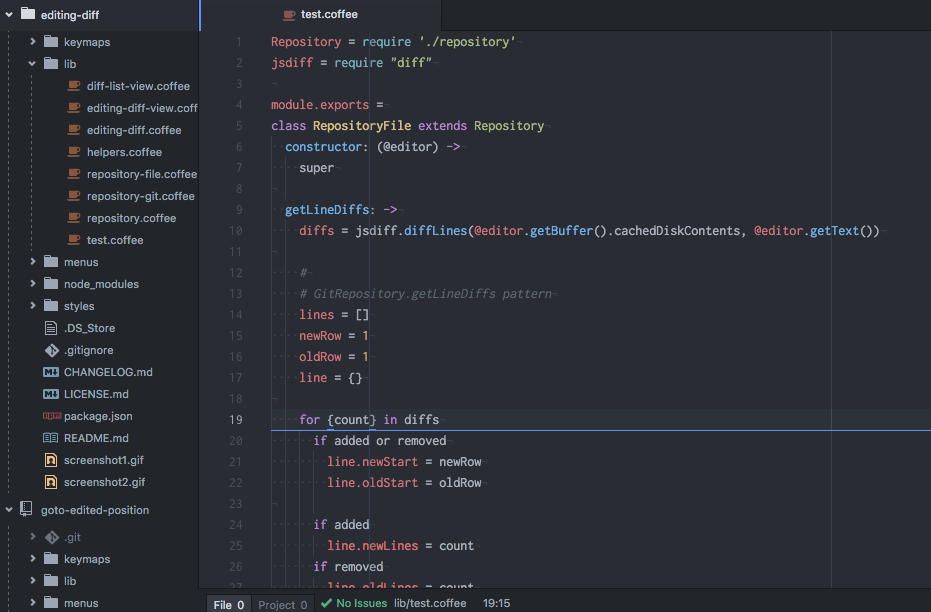 editing-diff
keymaps
lib
diff-list-view.coffee
editing-diff-view.coff
editing-diff.coffee
helpers.coffee
repository-file.coffee
repository-git.coffee
repository.coffee
test.coffee
menus
node_modules
styles
.DS_Store
.gitignore
CHANGELOG.md
LICENSE.md
package.json
README.md
screenshot1.gif
screenshot2.gif
goto-edited-position
.git
keymaps
lib
menus
test.coffee
1 Repository = require './repository'
2 jsdiff = require "diff"
3
4 module.exports =
5 class RepositoryFile extends Repository
6 constructor: (@editor) ->
7 super
8
9 getLineDiffs: ->
10 diffs = jsdiff.diffLines(@editor.getBuffer().cachedDiskContents, @editor.getText())
11
12 #
13 # GitRepository.getLineDiffs pattern
14 lines = []
15 newRow = 1
16 oldRow = 1
17 line = {}
18
19 for {count} in diffs
20 if added or removed
21 line.newStart = newRow
22 line.oldStart = oldRow
23
24 if added
25 line.newLines = count
26 if removed
27 line.oldLines = count
File 0 Project 0 No Issues lib/test.coffee 19:15